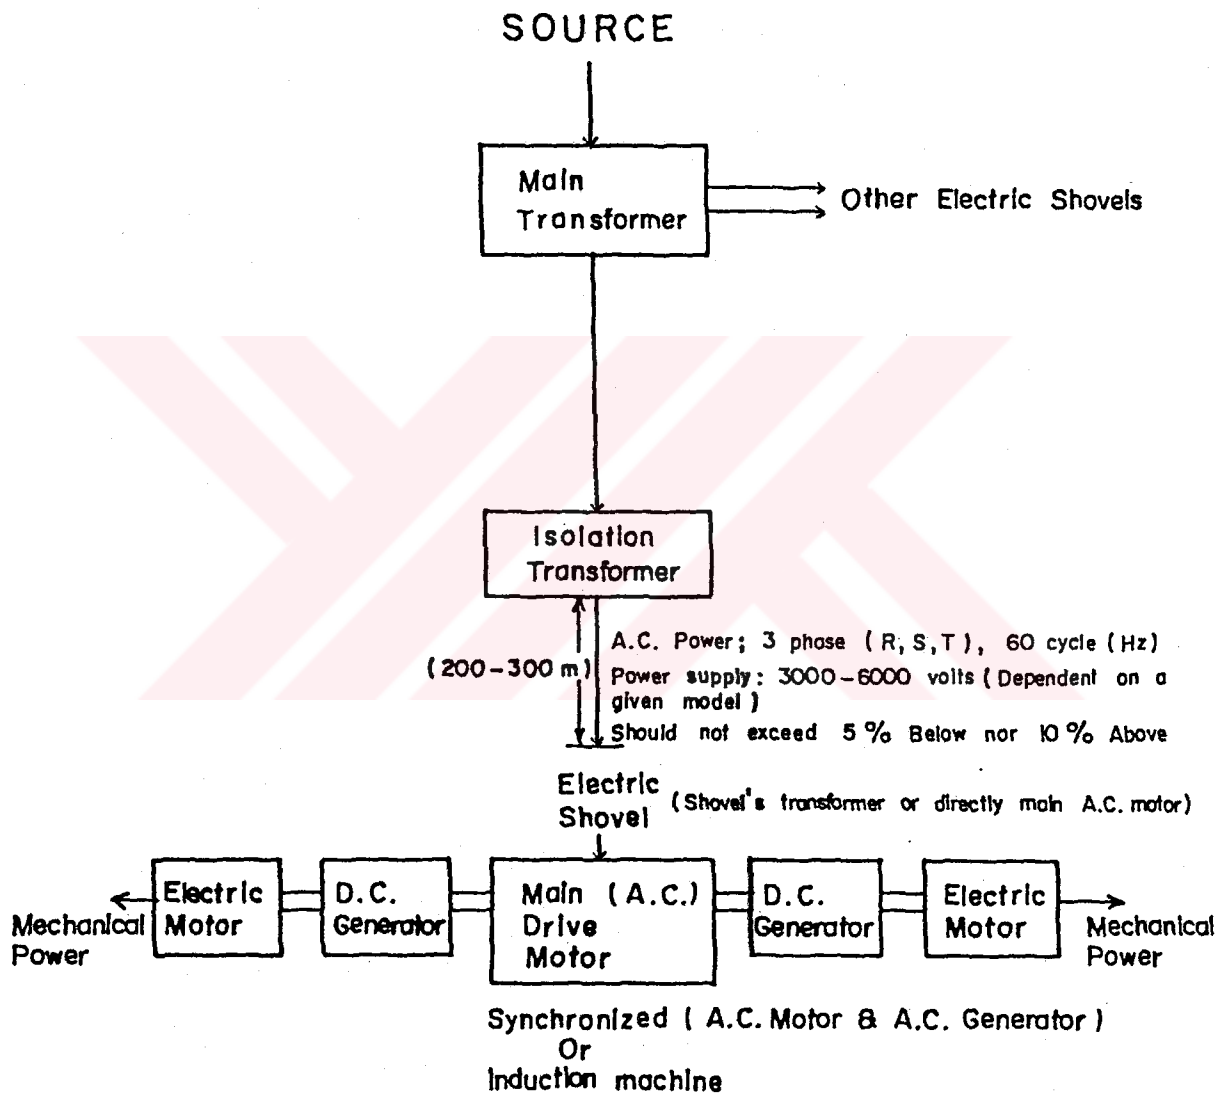 SOURCE
Main
Transformer
Other Electric Shovels
Isolation
Transformer
(200-300 m)
A.C. Power; 3 phase (R, S, T), 60 cycle (Hz)
Power supply: 3000-6000 volts (Dependent on a
given model)
Should not exceed 5% Below nor 10% Above
Electric
Shovel
(Shovel's transformer or directly main A.C. motor)
Mechanical
Power
Electric
Motor
D.C.
Generator
Main (A.C.)
Drive
Motor
D.C.
Generator
Electric
Motor
Mechanical
Power
Synchronized (A.C. Motor & A.C. Generator)
Or
Induction machine